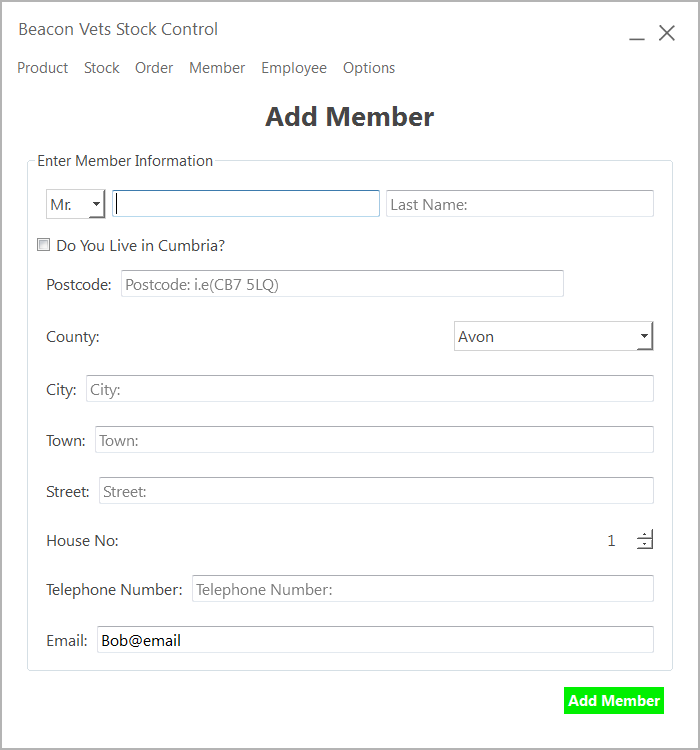 Beacon Vets Stock Control
Product Stock Order Member Employee Options
Add Member
Enter Member Information
Mr. Last Name:
Do You Live in Cumbria?
Postcode: Postcode: i.e(CB7 5LQ)
County: Avon
City: City:
Town: Town:
Street: Street:
House No: 1
Telephone Number: Telephone Number:
Email: Bob@email
Add Member